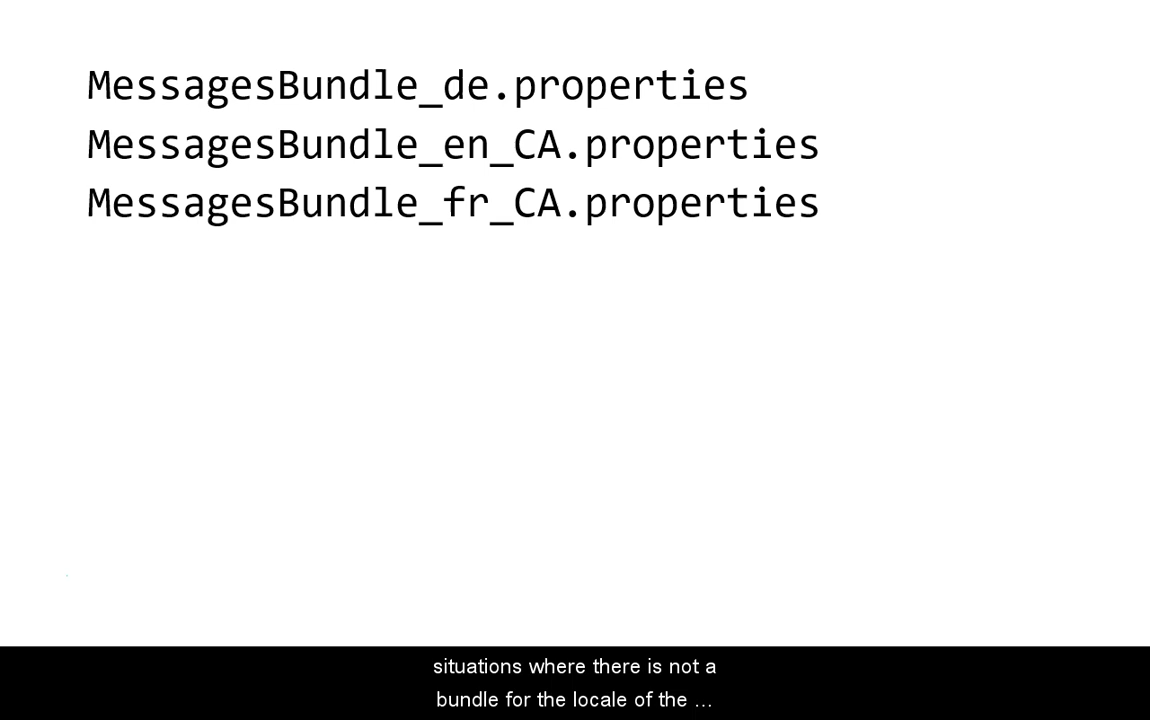 MessagesBundle_de.properties
MessagesBundle_en_CA.properties
MessagesBundle_fr_CA.properties
situations where there is not a
bundle for the locale of the ...